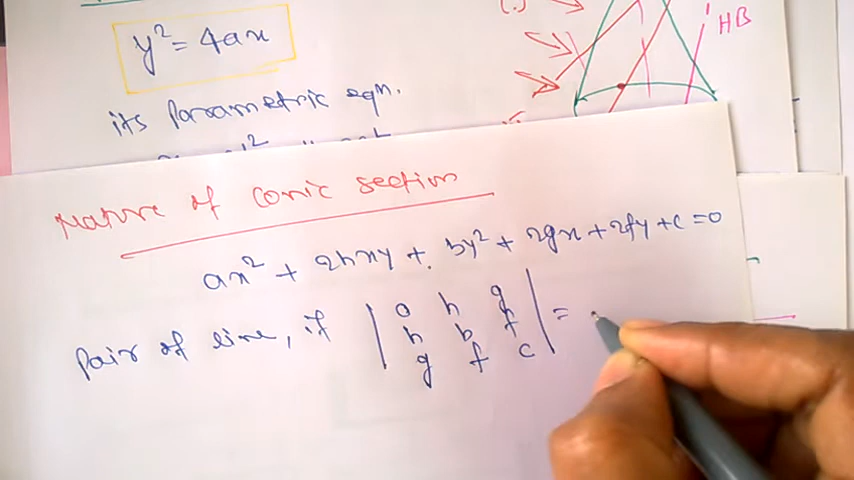 (.)
HB
y² = 4ax
its parametric eqn.
Nature of conic section
ax² + 2hxy + by² + 2gx + 2fy + c = 0
pair of line, if | a h g | =
h b f
g f c